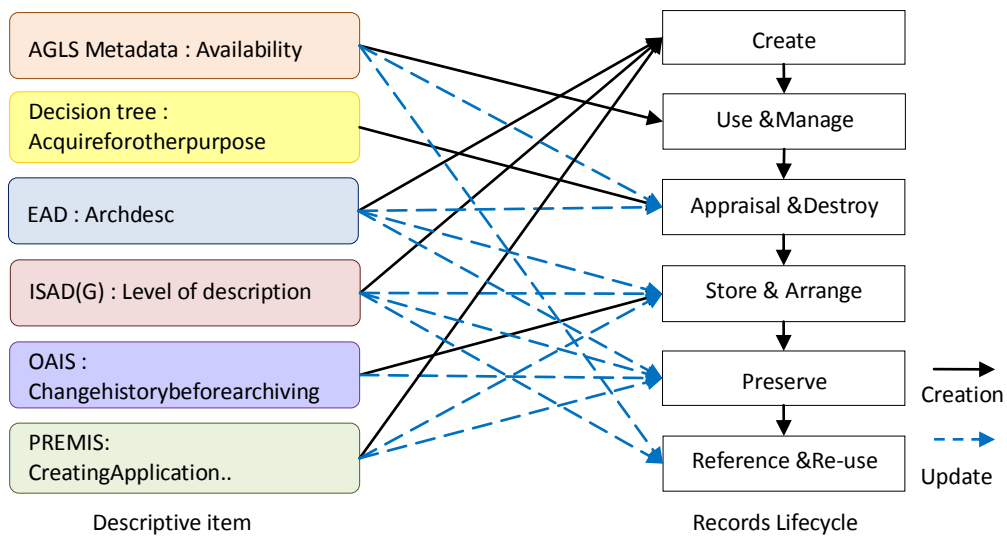 AGLS Metadata : Availability
Decision tree :
Acquireforotherpurpose
EAD : Archdesc
ISAD(G) : Level of description
OAIS :
Changehistorybeforearchiving
PREMIS:
CreatingApplication..
Descriptive item
Create
Use &Manage
Appraisal &Destroy
Store & Arrange
Preserve
Reference &Re-use
Records Lifecycle
Creation
Update